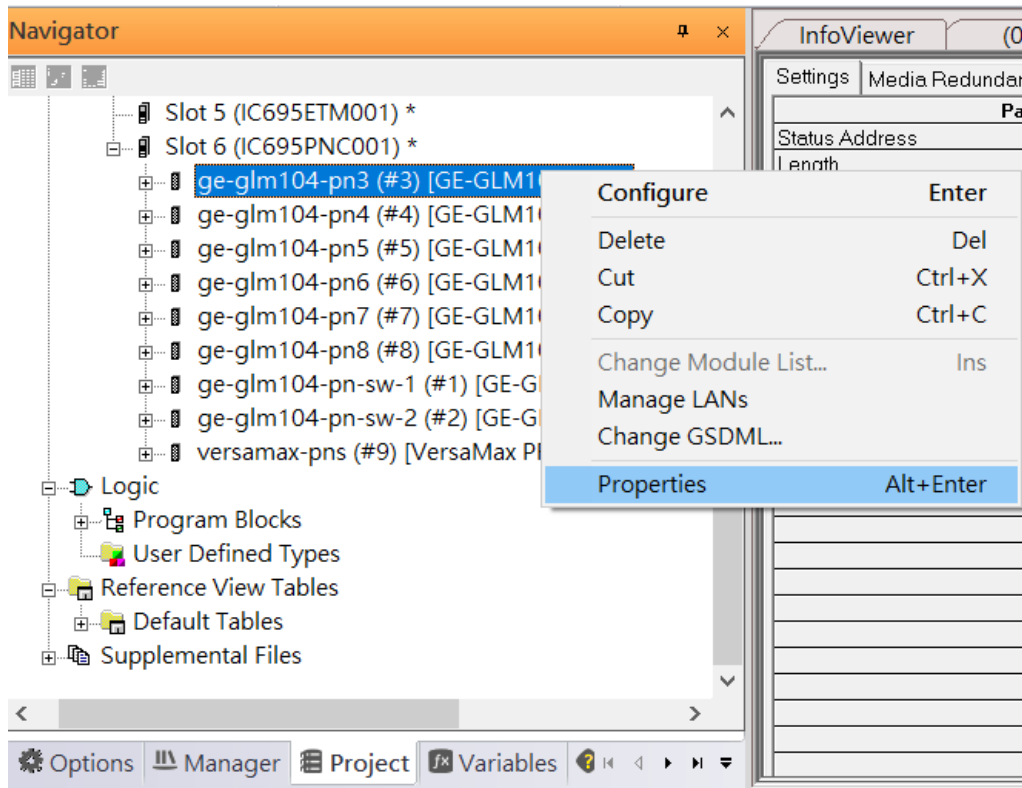 Navigator
Slot 5 (IC695ETM001) *
Slot 6 (IC695PNC001) *
ge-glm104-pn3 (#3) [GE-GLM1
ge-glm104-pn4 (#4) [GE-GLM1
ge-glm104-pn5 (#5) [GE-GLM1
ge-glm104-pn6 (#6) [GE-GLM1
ge-glm104-pn7 (#7) [GE-GLM1
ge-glm104-pn8 (#8) [GE-GLM1
ge-glm104-pn-sw-1 (#1) [GE-G
ge-glm104-pn-sw-2 (#2) [GE-G
versamax-pns (#9) [VersaMax P
Logic
Program Blocks
User Defined Types
Reference View Tables
Default Tables
Supplemental Files
Options Manager Project Variables
Configure Enter
Delete Del
Cut Ctrl+X
Copy Ctrl+C
Change Module List... Ins
Manage LANs
Change GSDML...
Properties Alt+Enter
InfoViewer (0
Settings Media Redundan
Pa
Status Address
Length